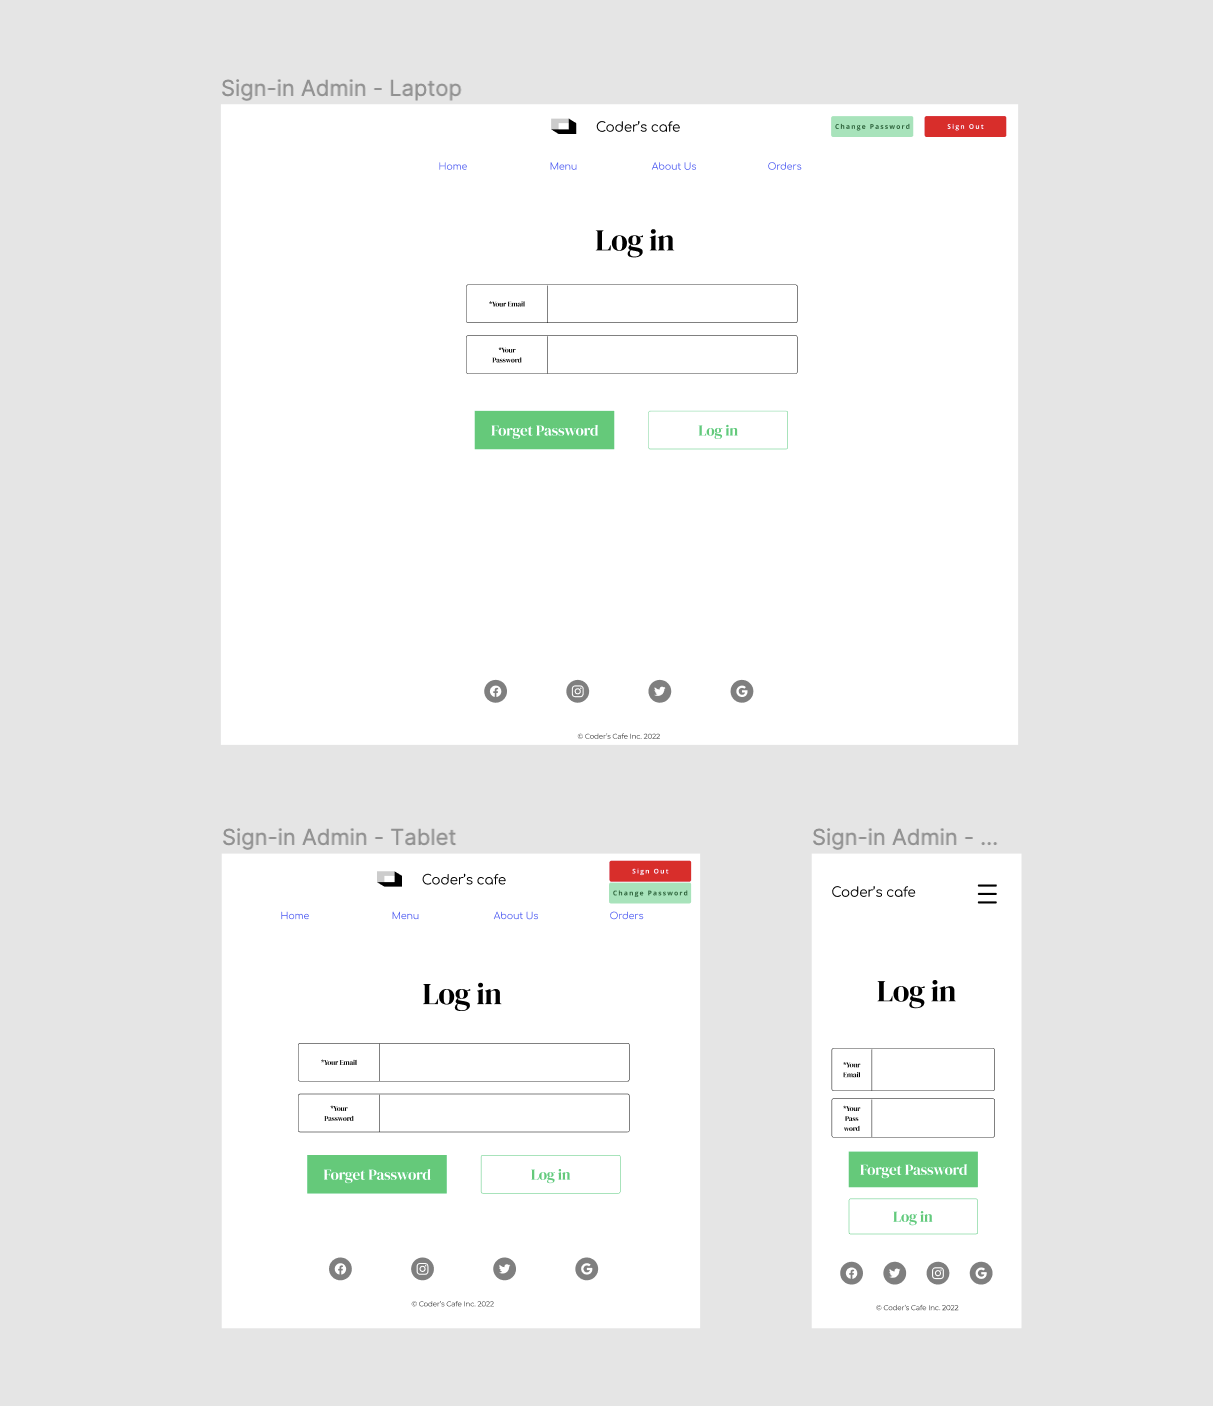 Sign-in Admin - Laptop
Coder's cafe
Change Password
Sign Out
Home
Menu
About Us
Orders
Log in
*Your Email
*Your
Password
Forget Password
Log in
© Coder's Cafe Inc. 2022
Sign-in Admin - Tablet
Coder's cafe
Sign Out
Change Password
Home
Menu
About Us
Orders
Log in
*Your Email
*Your
Password
Forget Password
Log in
© Coder's Cafe Inc. 2022
Sign-in Admin - ...
Coder's cafe
Log in
*Your
Email
*Your
Pass
word
Forget Password
Log in
© Coder's Cafe Inc. 2022